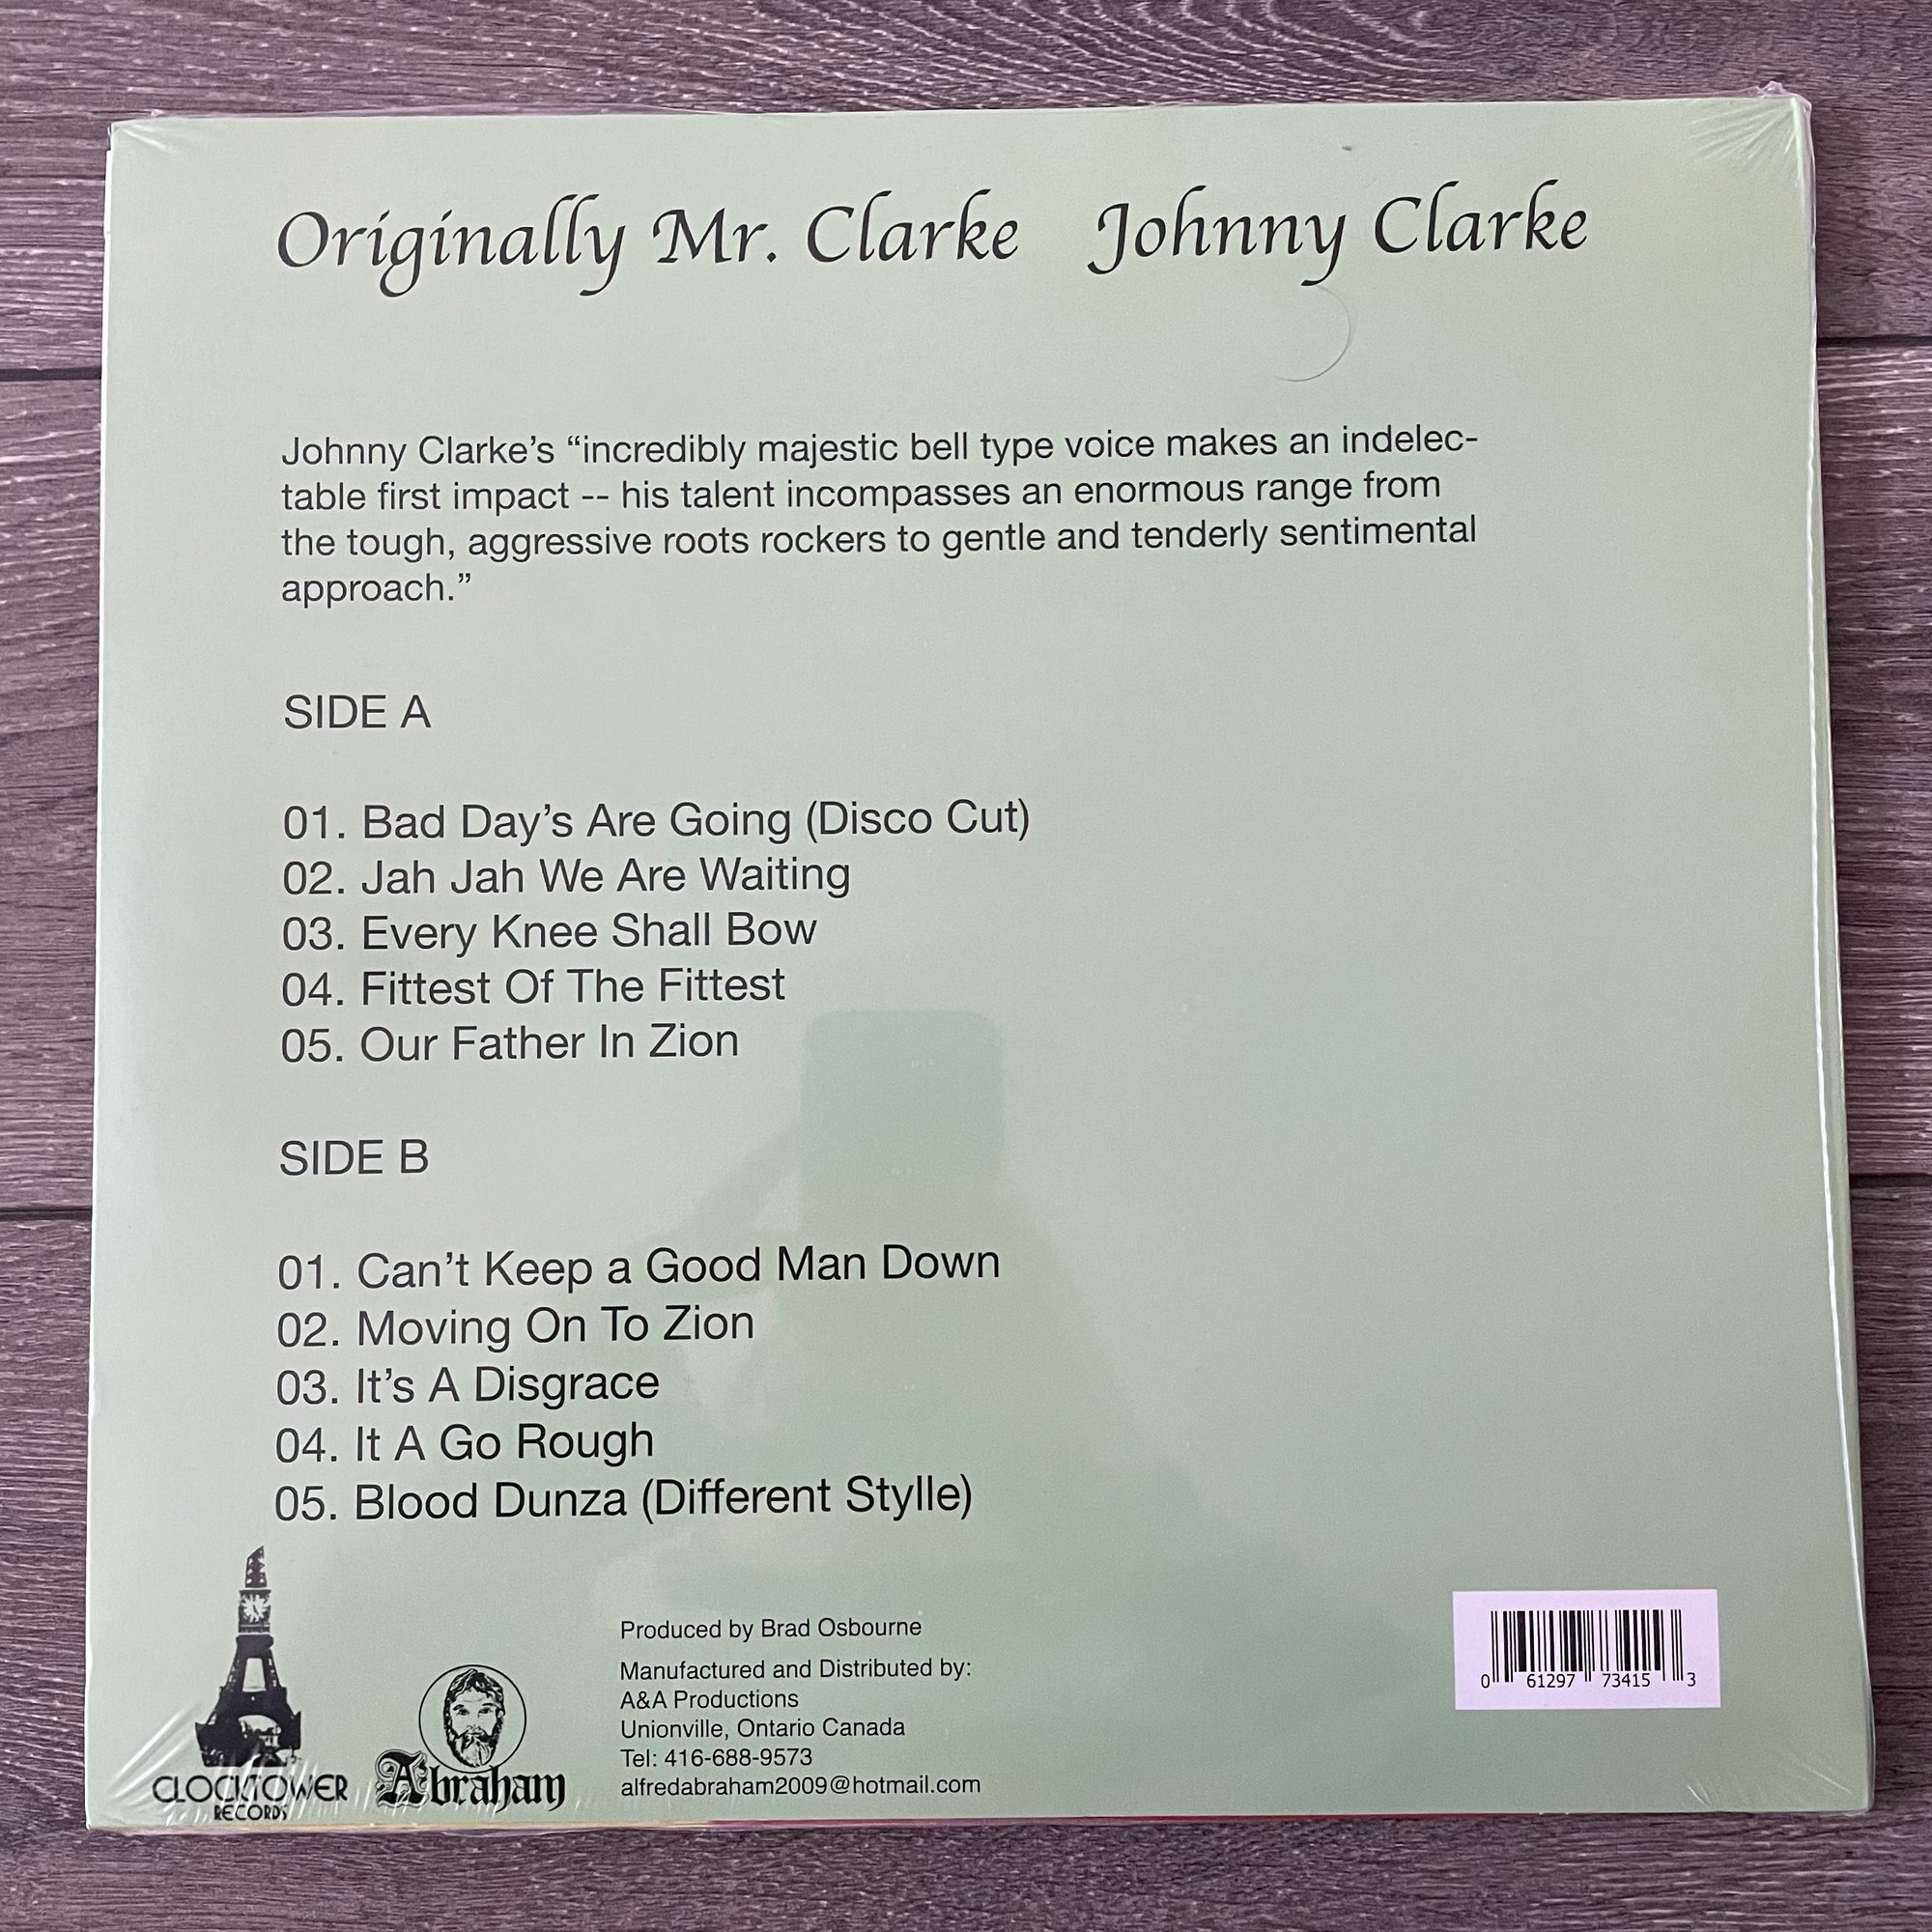 Originally Mr. Clarke Johnny Clarke
Johnny Clarke’s “incredibly majestic bell type voice makes an indelec-
table first impact -- his talent incompasses an enormous range from
the tough, aggressive roots rockers to gentle and tenderly sentimental
approach.”
SIDE A
01. Bad Day’s Are Going (Disco Cut)
02. Jah Jah We Are Waiting
03. Every Knee Shall Bow
04. Fittest Of The Fittest
05. Our Father In Zion
SIDE B
01. Can’t Keep a Good Man Down
02. Moving On To Zion
03. It’s A Disgrace
04. It A Go Rough
05. Blood Dunza (Different Stylle)
CLOCKTOWER
RECORDS
Abraham
Produced by Brad Osbourne
Manufactured and Distributed by:
A&A Productions
Unionville, Ontario Canada
Tel: 416-688-9573
alfredabraham2009@hotmail.com
0 61297 73415 3